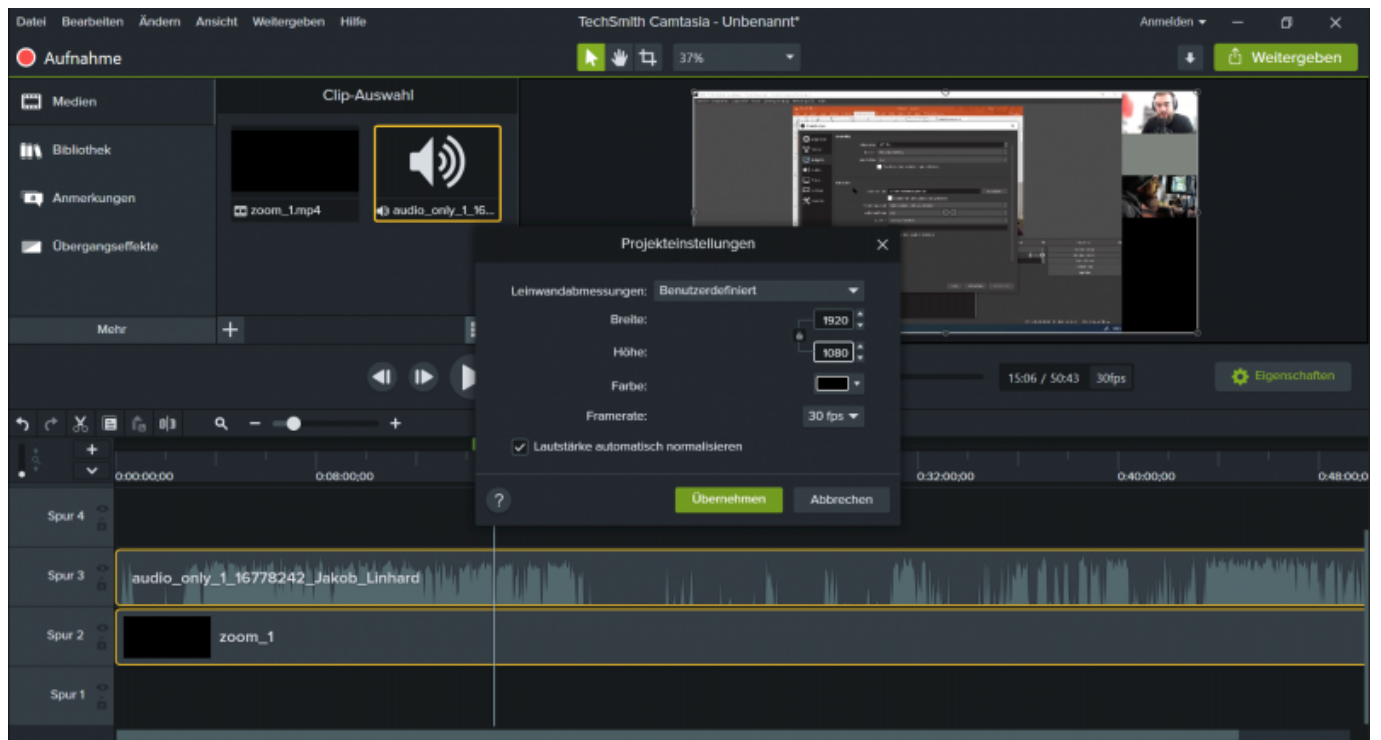 Datei Bearbeiten Ändern Ansicht Weitergeben Hilfe TechSmith Camtasia - Unbenannt* Anmelden
Aufnahme 37% Weitergeben
Medien
Bibliothek
Anmerkungen
Übergangseffekte
Mehr
Clip-Auswahl
zoom_1.mp4 audio_only_1_16...
Projekteinstellungen
Leinwandabmessungen: Benutzerdefiniert
Breite: 1920
Höhe: 1080
Farbe:
Framerate: 30 fps
Lautstärke automatisch normalisieren
? Übernehmen Abbrechen
15:06 / 50:43 30fps Eigenschaften
0:00:00;00 0:08:00;00 0:32:00;00 0:40:00;00 0:48:00;0
Spur 4
Spur 3 audio_only_1_16778242_Jakob_Linhard
Spur 2 zoom_1
Spur 1